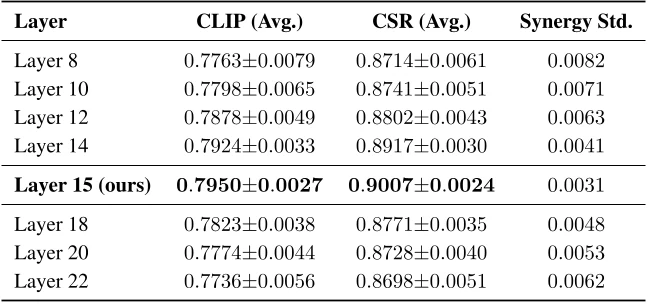 Layer CLIP (Avg.) CSR (Avg.) Synergy Std.
Layer 8 0.7763±0.0079 0.8714±0.0061 0.0082
Layer 10 0.7798±0.0065 0.8741±0.0051 0.0071
Layer 12 0.7878±0.0049 0.8802±0.0043 0.0063
Layer 14 0.7924±0.0033 0.8917±0.0030 0.0041
Layer 15 (ours) 0.7950±0.0027 0.9007±0.0024 0.0031
Layer 18 0.7823±0.0038 0.8771±0.0035 0.0048
Layer 20 0.7774±0.0044 0.8728±0.0040 0.0053
Layer 22 0.7736±0.0056 0.8698±0.0051 0.0062